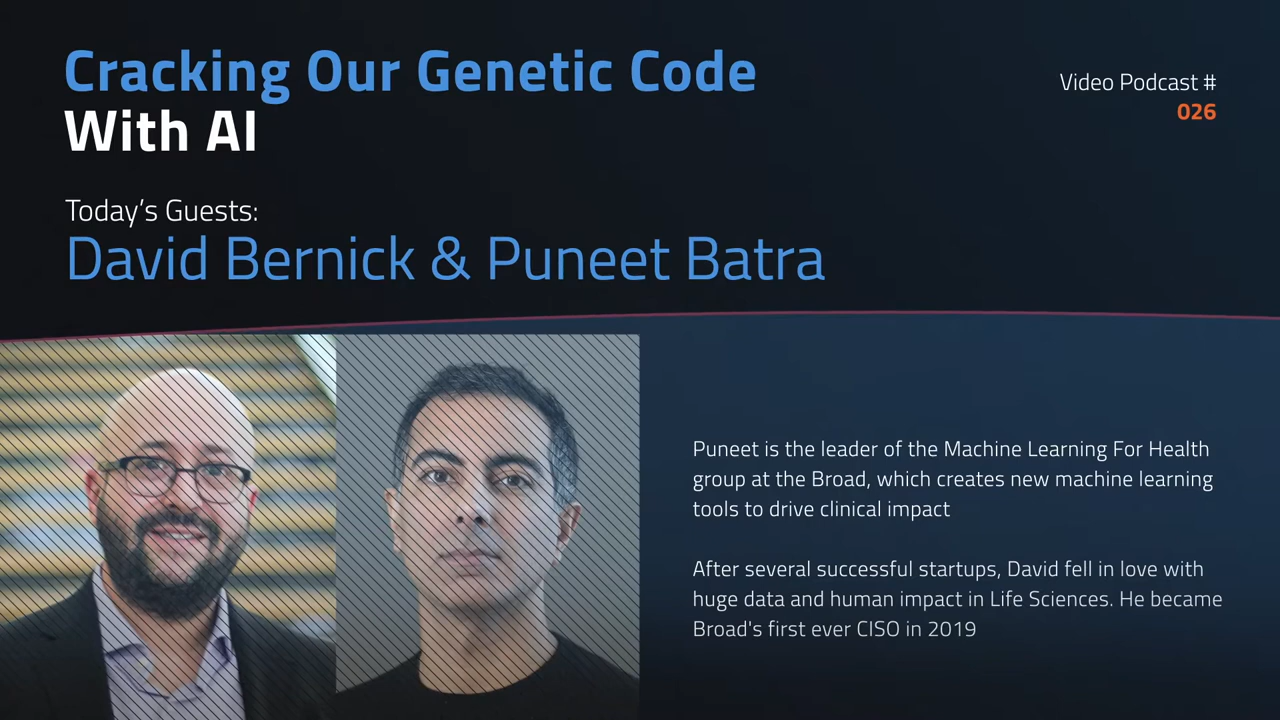 Cracking Our Genetic Code
With AI
Video Podcast #
026
Today's Guests:
David Bernick & Puneet Batra
Puneet is the leader of the Machine Learning For Health
group at the Broad, which creates new machine learning
tools to drive clinical impact
After several successful startups, David fell in love with
huge data and human impact in Life Sciences. He became
Broad's first ever CISO in 2019